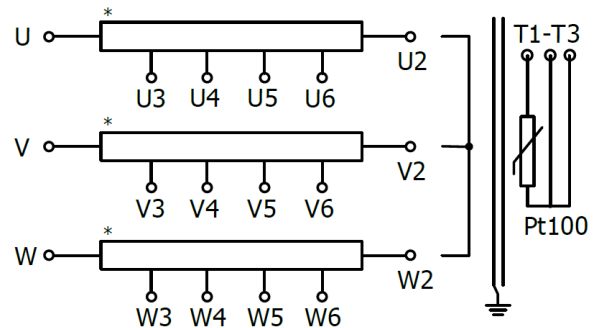 *
U
U2
T1-T3
U3 U4 U5 U6
*
V
V2
V3 V4 V5 V6
Pt100
*
W
W2
W3 W4 W5 W6